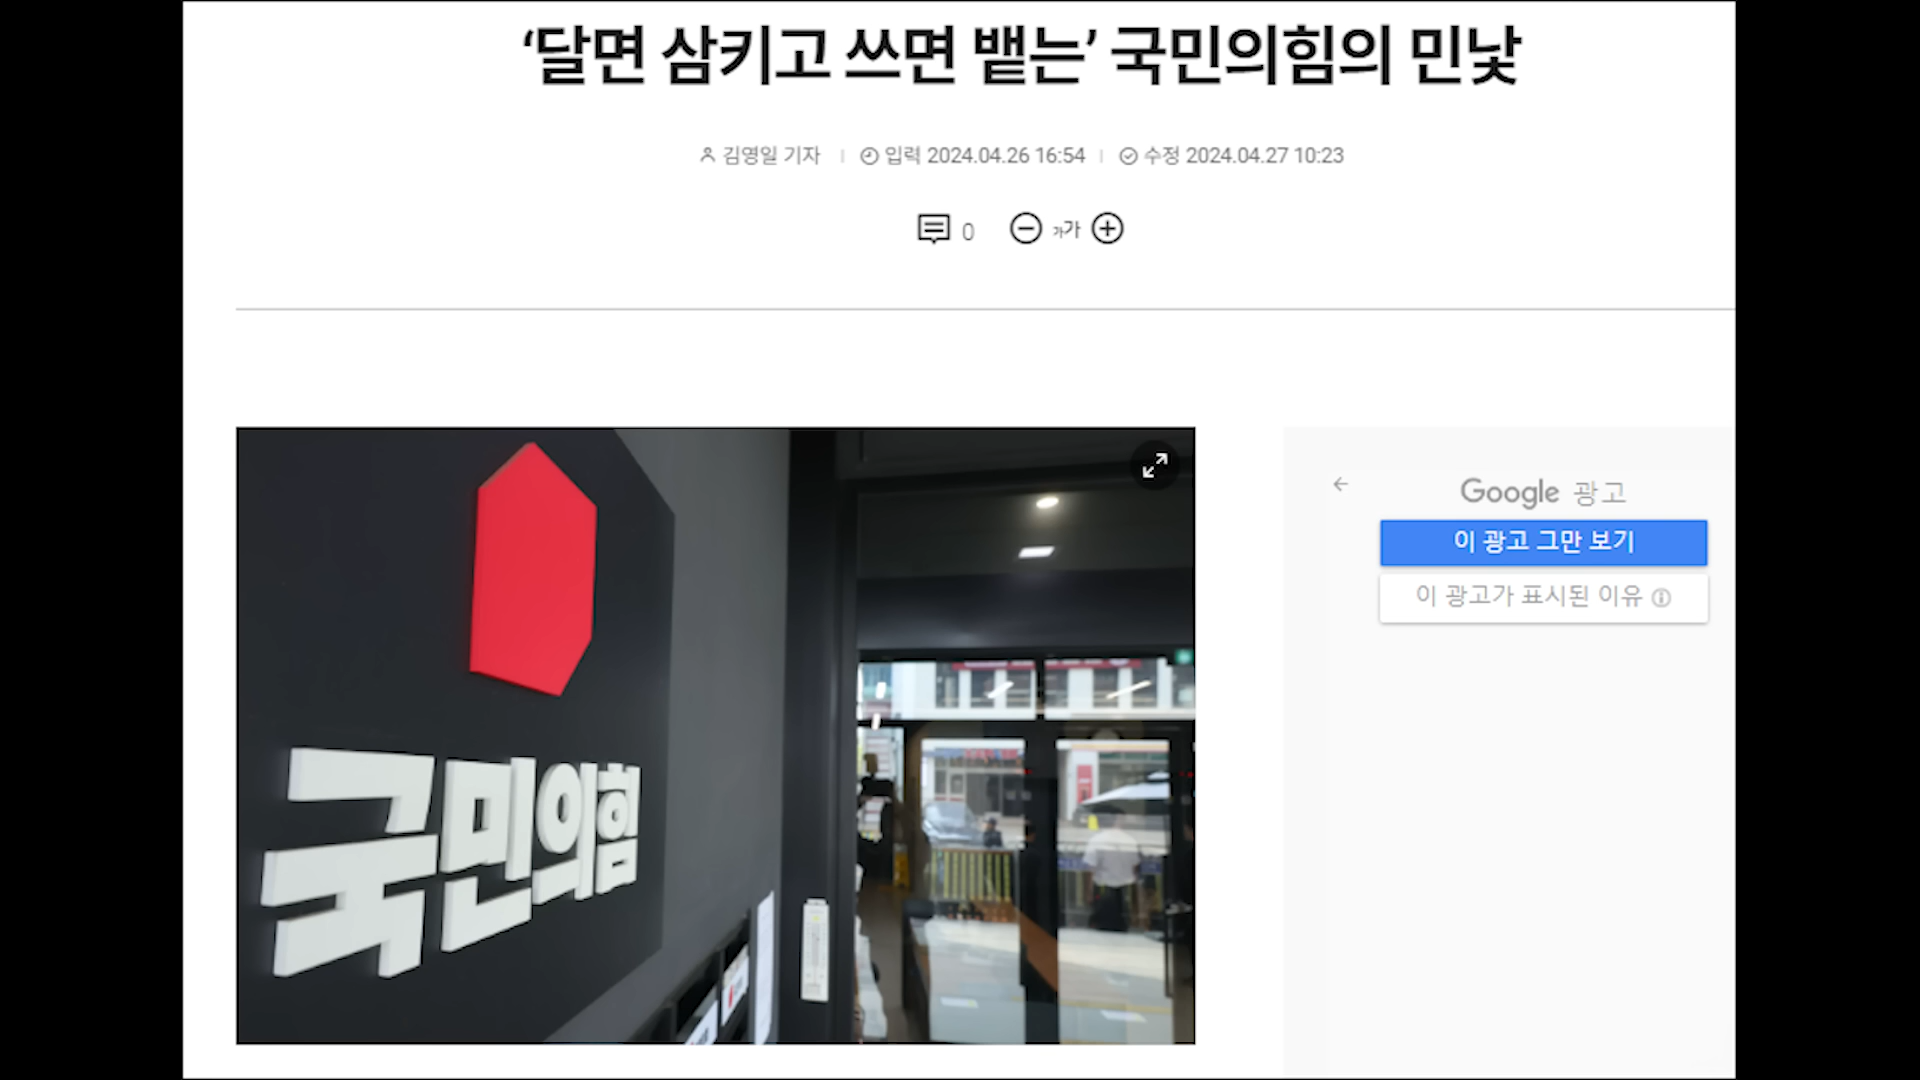 ‘달면 삼키고 쓰면 뱉는’ 국민의힘의 민낯
김영일 기자 | 입력 2024.04.26 16:54 | 수정 2024.04.27 10:23
0 가가
Google 광고
이 광고 그만 보기
이 광고가 표시된 이유
국민의힘